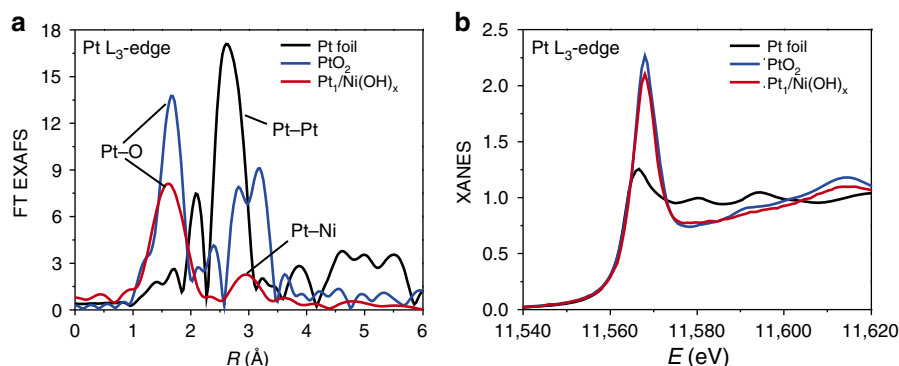 a
Pt L₃-edge
Pt foil
PtO₂
Pt₁/Ni(OH)ₓ
Pt–O
Pt–Pt
Pt–Ni
FT EXAFS
18
15
12
9
6
3
0
0 1 2 3 4 5 6
R (Å)
b
Pt L₃-edge
Pt foil
PtO₂
Pt₁/Ni(OH)ₓ
XANES
2.5
2.0
1.5
1.0
0.5
0.0
11,540 11,560 11,580 11,600 11,620
E (eV)